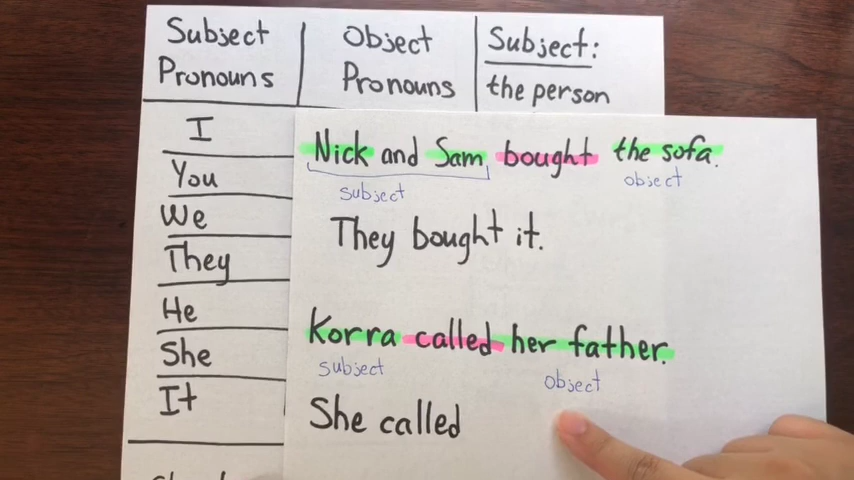 Subject
Pronouns
Object
Pronouns
Subject:
the person
I
You
We
They
He
She
It
Nick and Sam bought the sofa.
subject
object
They bought it.
Korra called her father.
subject
object
She called